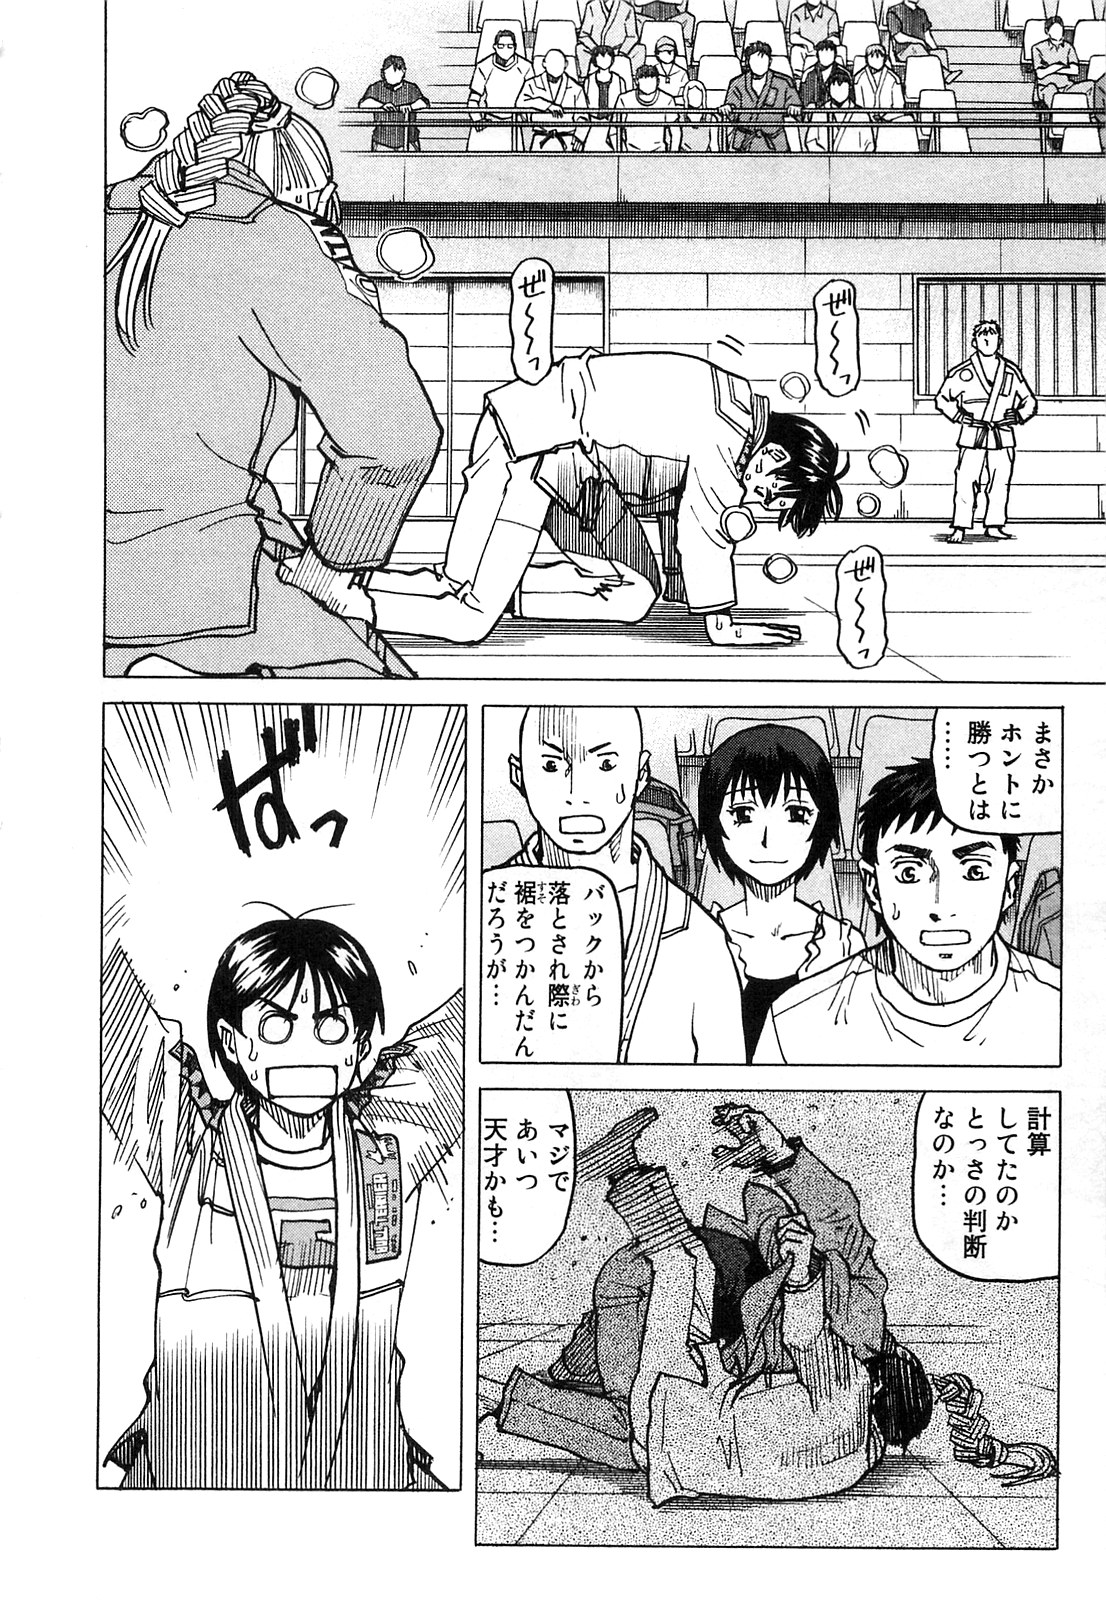 ぜ〜〜っ
ぜ〜〜っ
ぜ〜〜っ
まさか
ホントに
勝つとは
……
バックから
落とされ際に
裾をつかんだん
だろうが…
計算
してたのか
とっさの判断
なのか…
マジで
あいつ
天才かも…